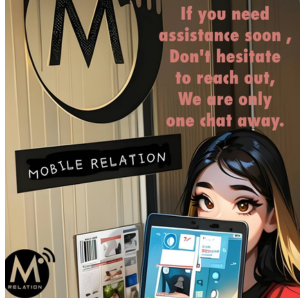 M
If you need
assistance soon ,
Don't hesitate
to reach out,
We are only
one chat away.
MOBILE RELATION
M
RELATION